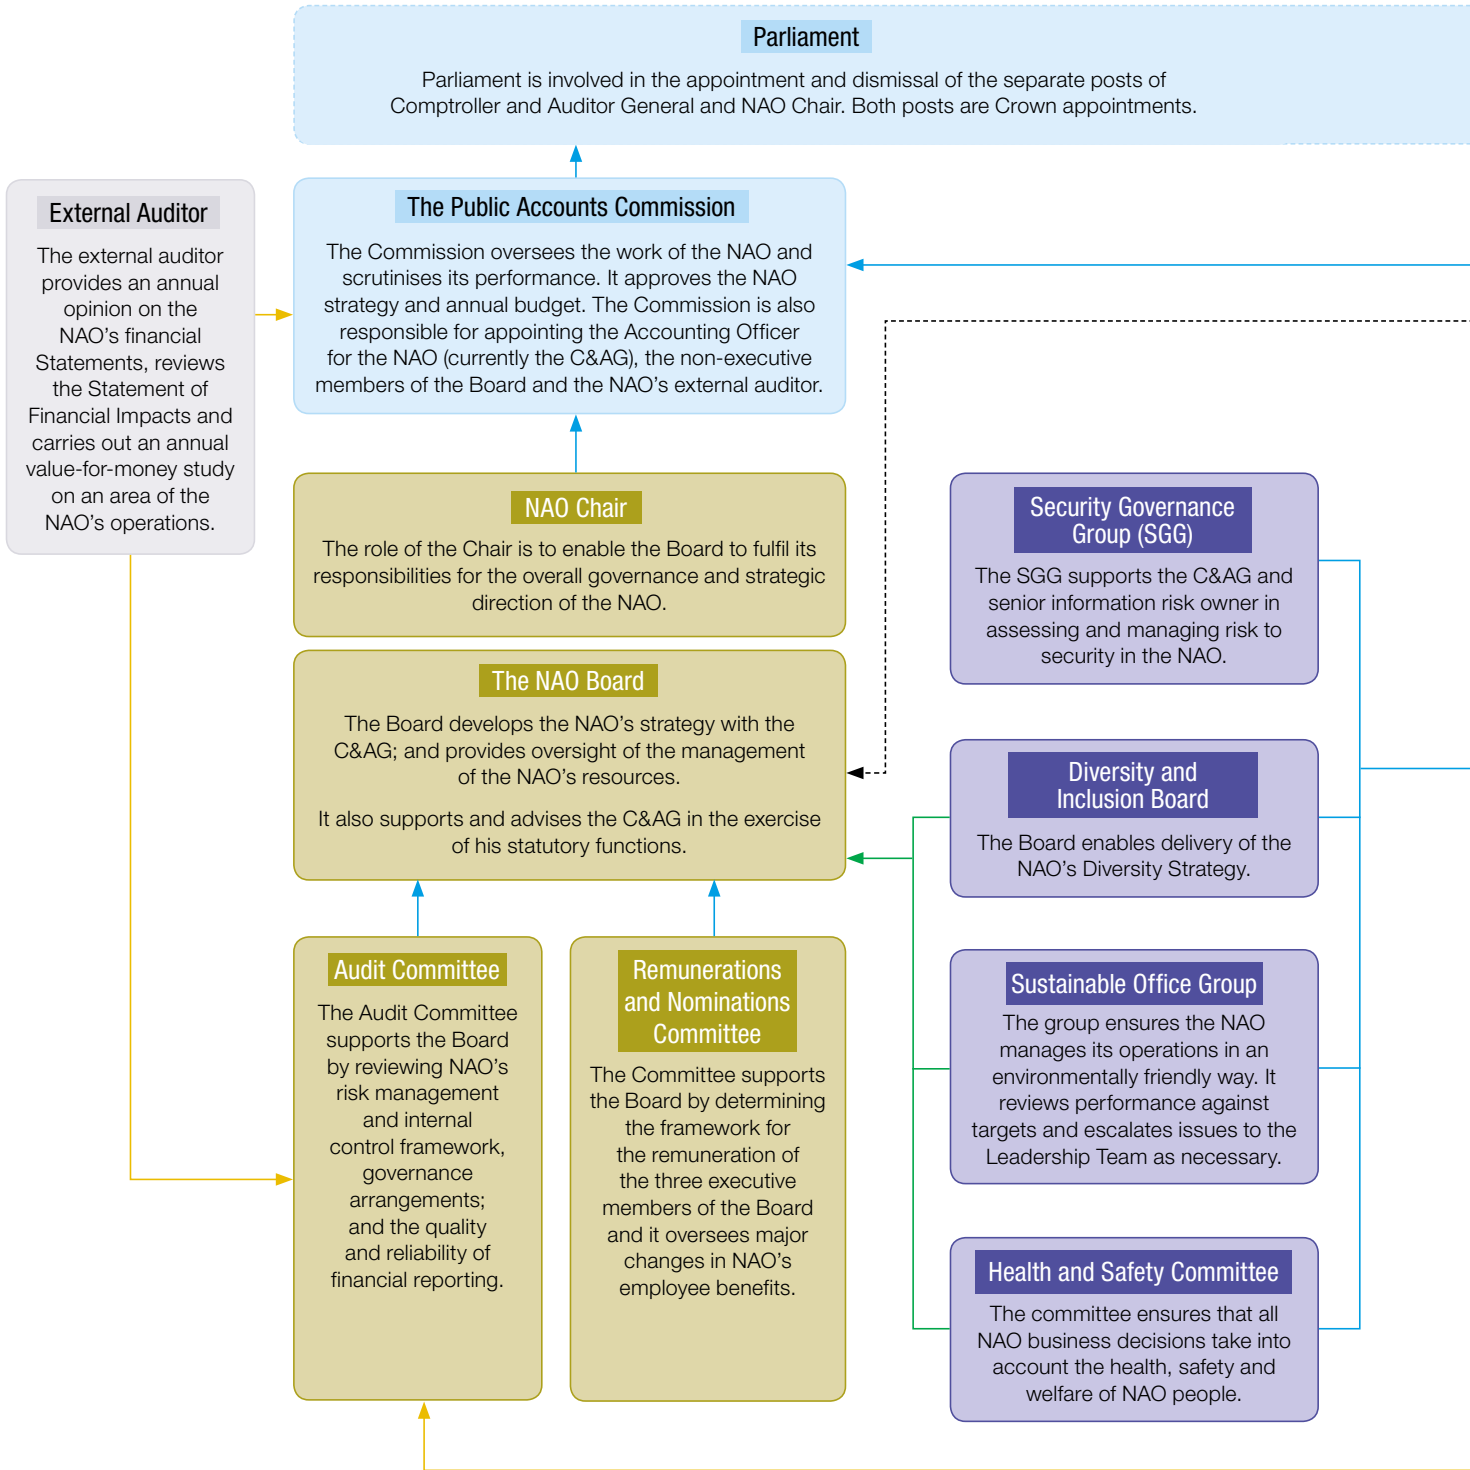 Parliament
Parliament is involved in the appointment and dismissal of the separate posts of
Comptroller and Auditor General and NAO Chair. Both posts are Crown appointments.
External Auditor
The external auditor
provides an annual
opinion on the
NAO’s financial
Statements, reviews
the Statement of
Financial Impacts and
carries out an annual
value-for-money study
on an area of the
NAO’s operations.
The Public Accounts Commission
The Commission oversees the work of the NAO and
scrutinises its performance. It approves the NAO
strategy and annual budget. The Commission is also
responsible for appointing the Accounting Officer
for the NAO (currently the C&AG), the non-executive
members of the Board and the NAO’s external auditor.
NAO Chair
The role of the Chair is to enable the Board to fulfil its
responsibilities for the overall governance and strategic
direction of the NAO.
The NAO Board
The Board develops the NAO’s strategy with the
C&AG; and provides oversight of the management
of the NAO’s resources.
It also supports and advises the C&AG in the exercise
of his statutory functions.
Audit Committee
The Audit Committee
supports the Board
by reviewing NAO’s
risk management
and internal
control framework,
governance
arrangements;
and the quality
and reliability of
financial reporting.
Remunerations
and Nominations
Committee
The Committee supports
the Board by determining
the framework for
the remuneration of
the three executive
members of the Board
and it oversees major
changes in NAO’s
employee benefits.
Security Governance
Group (SGG)
The SGG supports the C&AG and
senior information risk owner in
assessing and managing risk to
security in the NAO.
Diversity and
Inclusion Board
The Board enables delivery of the
NAO’s Diversity Strategy.
Sustainable Office Group
The group ensures the NAO
manages its operations in an
environmentally friendly way. It
reviews performance against
targets and escalates issues to the
Leadership Team as necessary.
Health and Safety Committee
The committee ensures that all
NAO business decisions take into
account the health, safety and
welfare of NAO people.